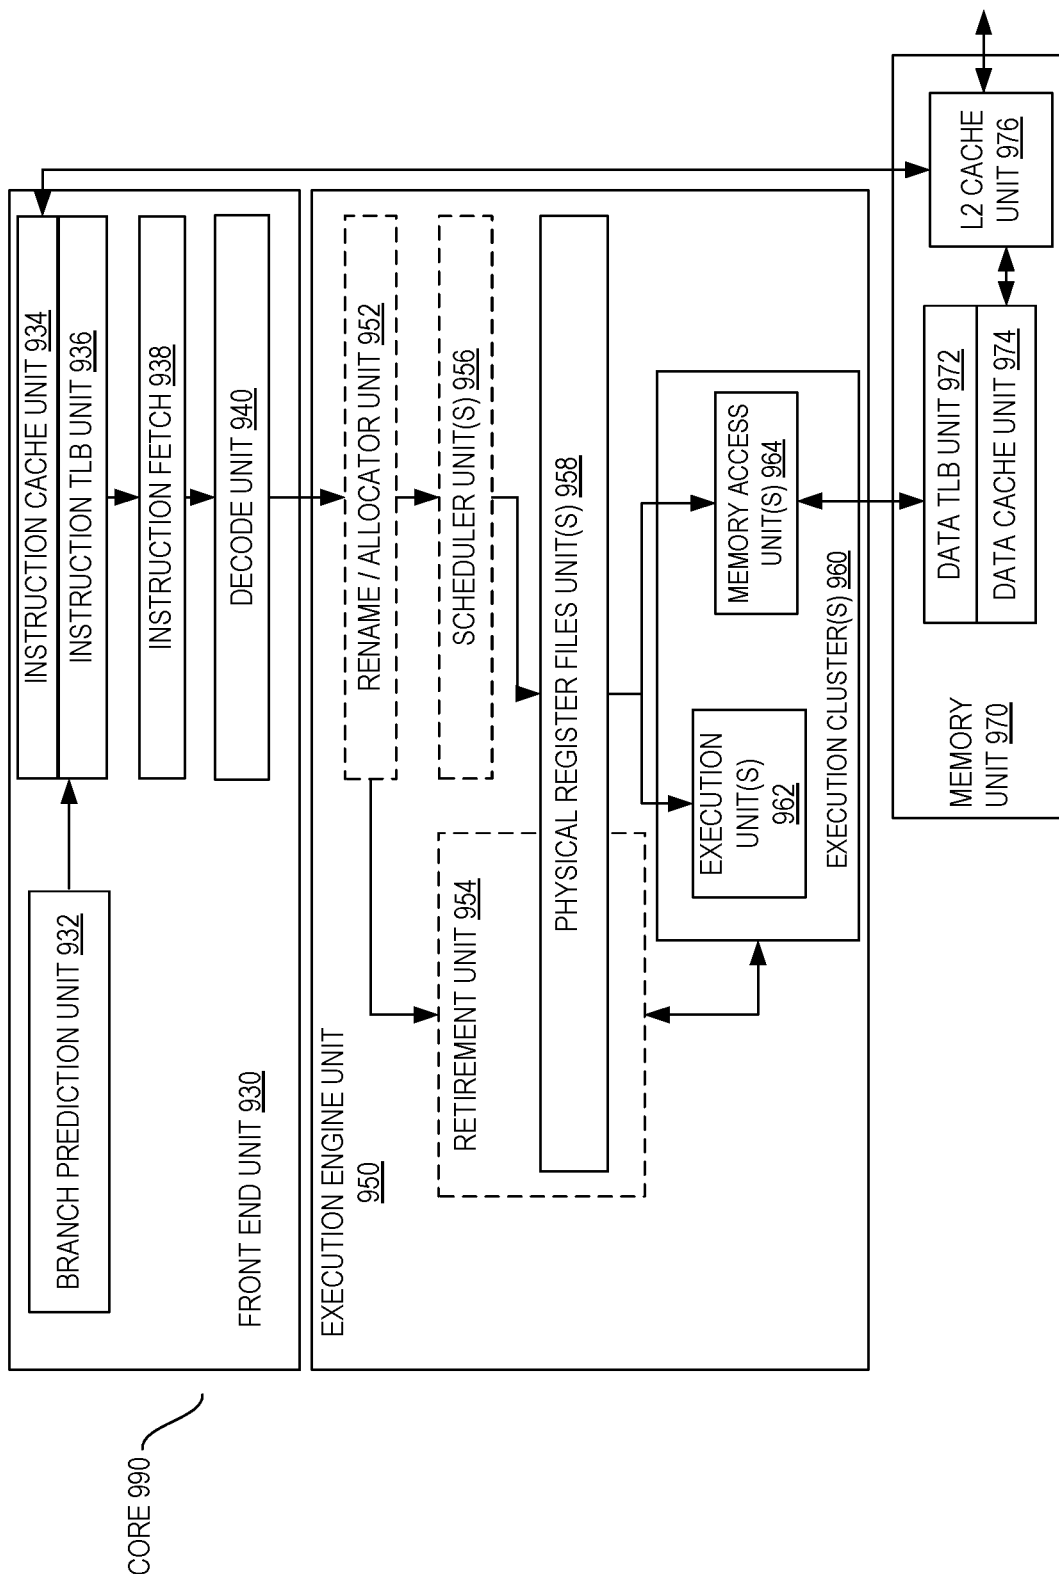 CORE 990
FRONT END UNIT 930
BRANCH PREDICTION UNIT 932
INSTRUCTION CACHE UNIT 934
INSTRUCTION TLB UNIT 936
INSTRUCTION FETCH 938
DECODE UNIT 940
EXECUTION ENGINE UNIT
950
RENAME / ALLOCATOR UNIT 952
RETIREMENT UNIT 954
SCHEDULER UNIT(S) 956
PHYSICAL REGISTER FILES UNIT(S) 958
EXECUTION
UNIT(S)
962
MEMORY ACCESS
UNIT(S) 964
EXECUTION CLUSTER(S) 960
MEMORY
UNIT 970
DATA TLB UNIT 972
DATA CACHE UNIT 974
L2 CACHE
UNIT 976